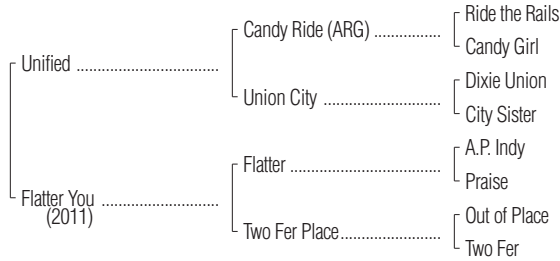 Ride the Rails
Candy Ride (ARG)
Candy Girl
Unified
Dixie Union
Union City
City Sister
A.P. Indy
Flatter
Praise
Flatter You
(2011)
Out of Place
Two Fer Place
Two Fer